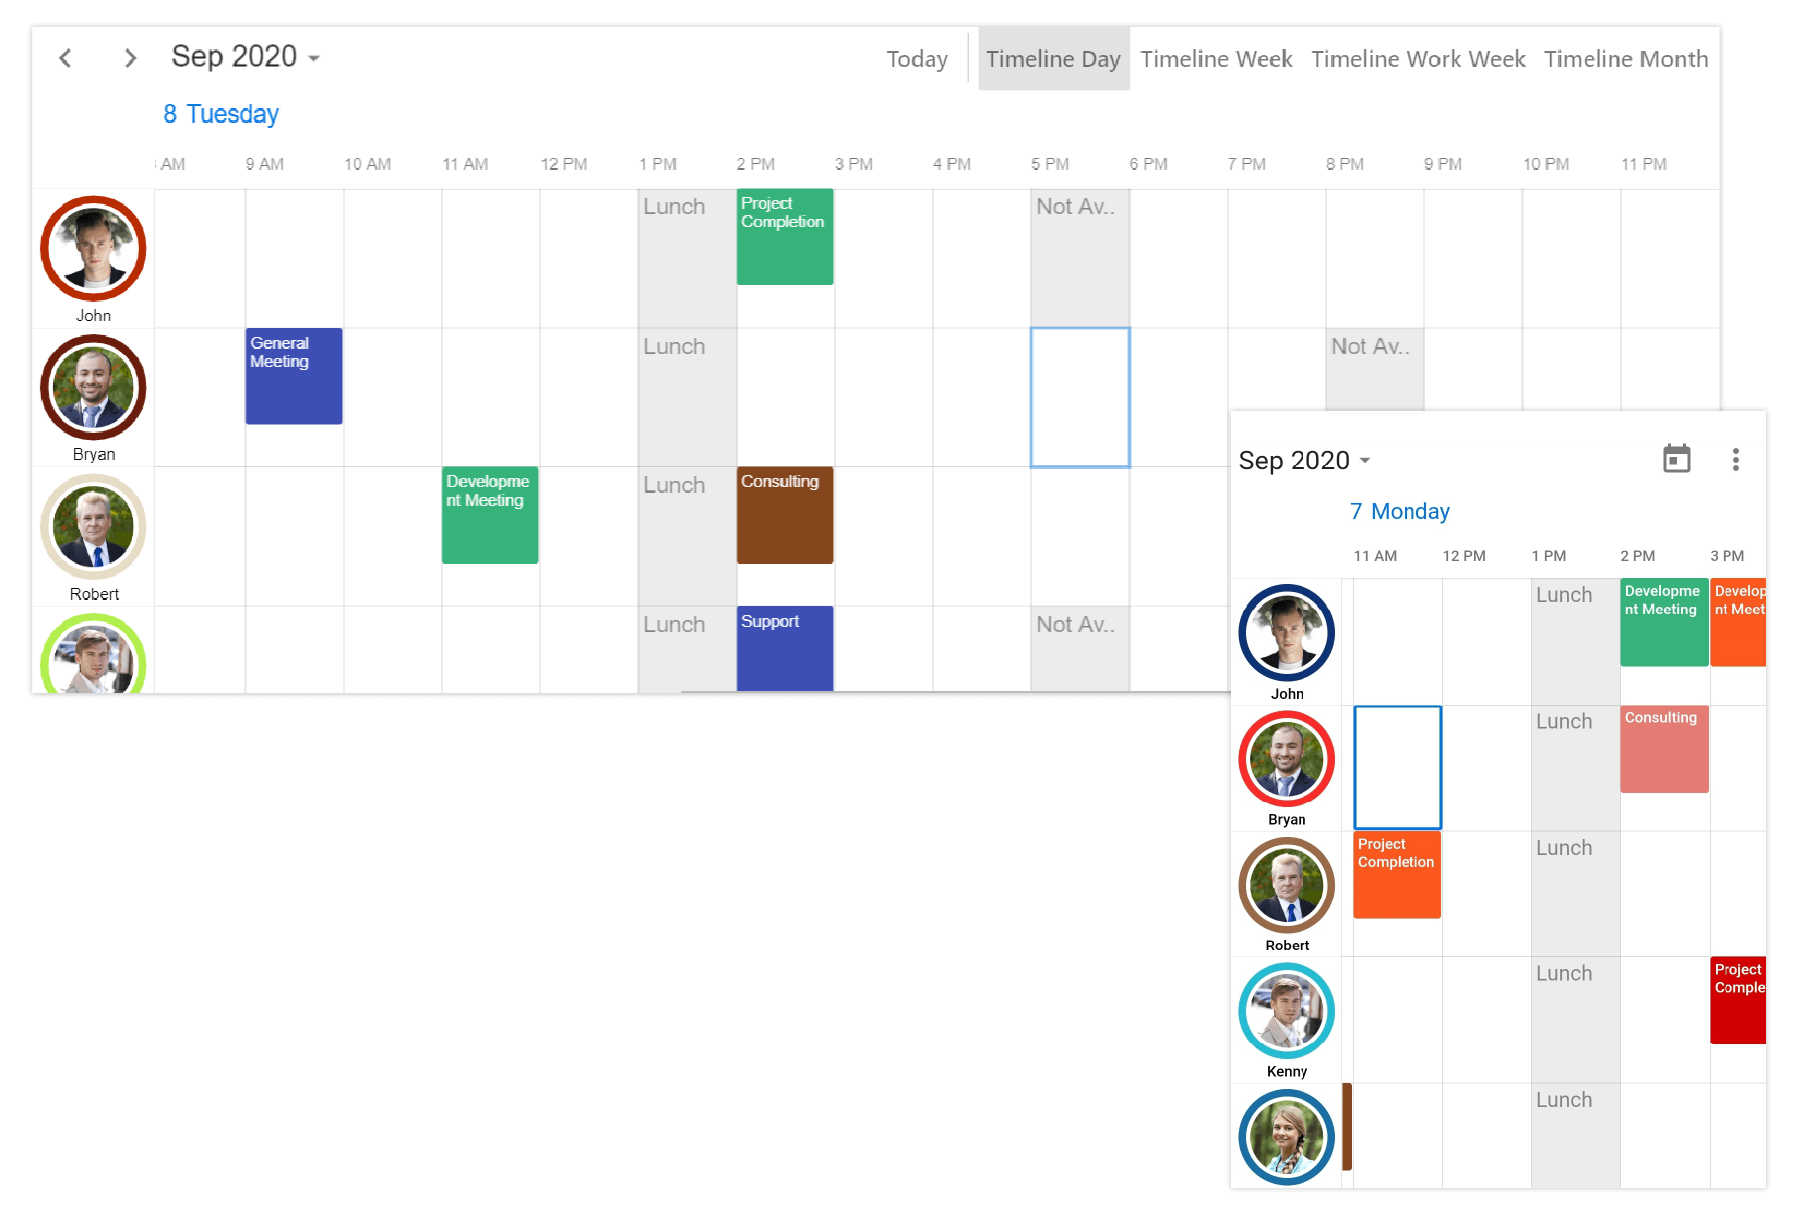 Sep 2020
Today Timeline Day Timeline Week Timeline Work Week Timeline Month
8 Tuesday
AM 9 AM 10 AM 11 AM 12 PM 1 PM 2 PM 3 PM 4 PM 5 PM 6 PM 7 PM 8 PM 9 PM 10 PM 11 PM
John
Lunch
Project
Completion
Not Av..
Bryan
General
Meeting
Lunch
Not Av..
Robert
Developme
nt Meeting
Lunch
Consulting
Lunch
Support
Not Av..
Sep 2020
7 Monday
11 AM 12 PM 1 PM 2 PM 3 PM
John
Lunch
Developme
nt Meeting
Develop
nt Meet
Bryan
Lunch
Consulting
Robert
Project
Completion
Lunch
Kenny
Lunch
Project
Comple
Lunch